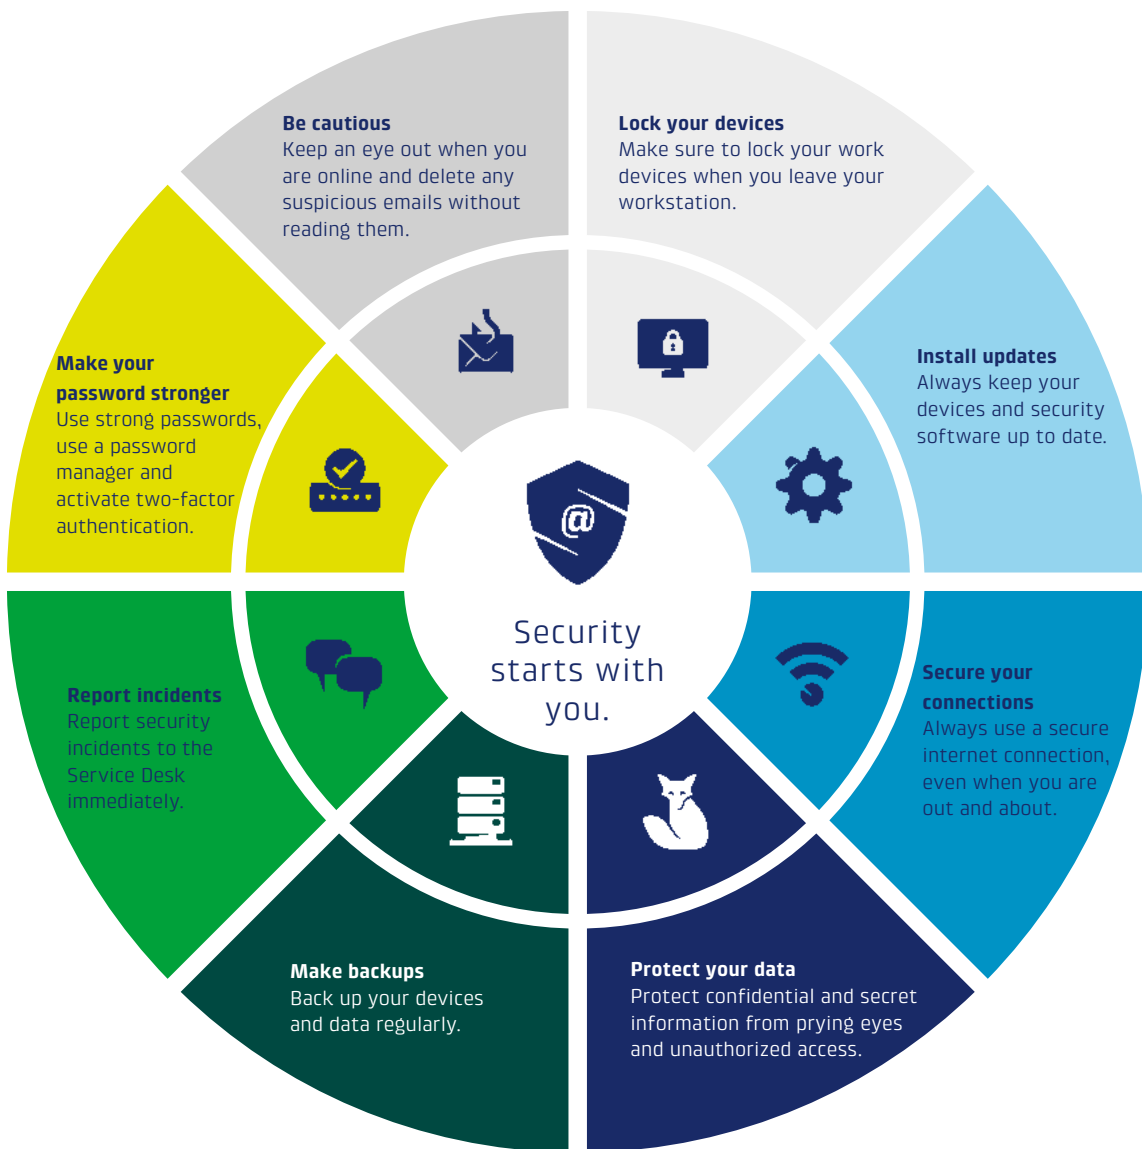 Be cautious
Keep an eye out when you
are online and delete any
suspicious emails without
reading them.
Lock your devices
Make sure to lock your work
devices when you leave your
workstation.
Make your
password stronger
Use strong passwords,
use a password
manager and
activate two-factor
authentication.
Install updates
Always keep your
devices and security
software up to date.
@
Security
starts with
you.
Report incidents
Report security
incidents to the
Service Desk
immediately.
Secure your
connections
Always use a secure
internet connection,
even when you are
out and about.
Make backups
Back up your devices
and data regularly.
Protect your data
Protect confidential and secret
information from prying eyes
and unauthorized access.